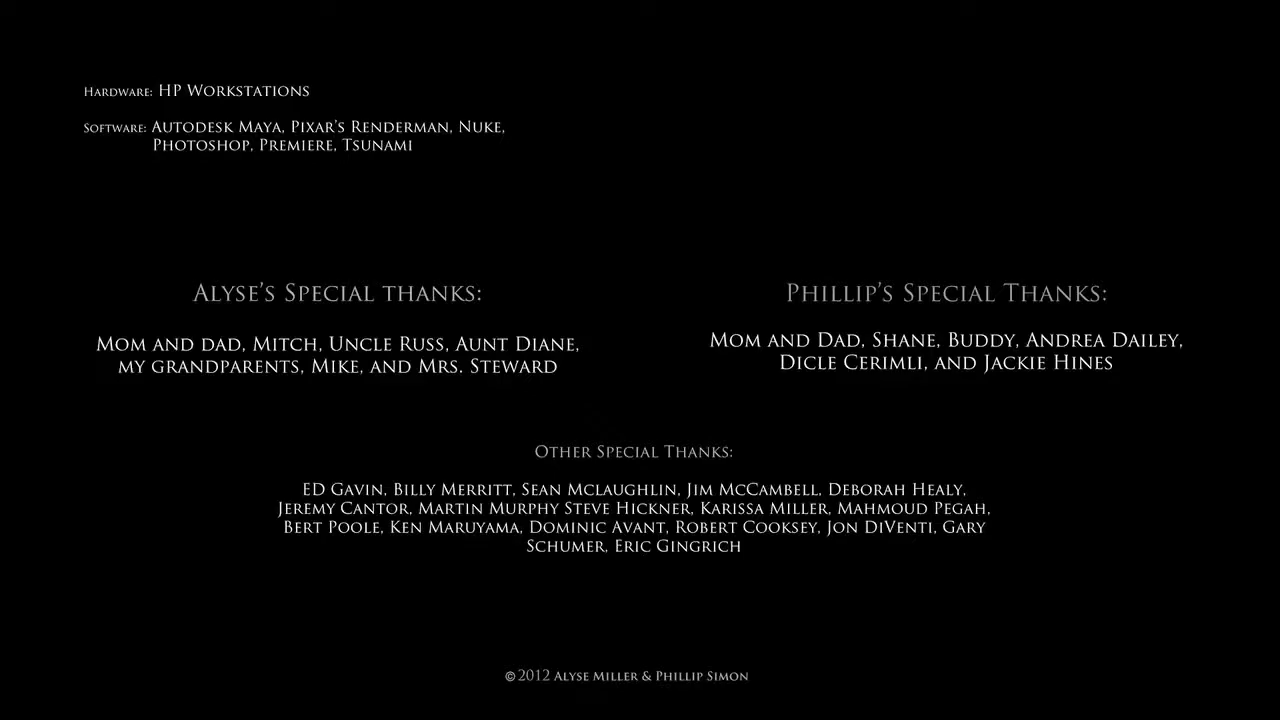 Hardware: HP Workstations
Software: Autodesk Maya, Pixar's Renderman, Nuke,
Photoshop, Premiere, Tsunami
Alyse's Special thanks:
Mom and dad, Mitch, Uncle Russ, Aunt Diane,
my grandparents, Mike, and Mrs. Steward
Phillip's Special Thanks:
Mom and Dad, Shane, Buddy, Andrea Dailey,
Dicle Cerimli, and Jackie Hines
Other Special Thanks:
Ed Gavin, Billy Merritt, Sean Mclaughlin, Jim McCambell, Deborah Healy,
Jeremy Cantor, Martin Murphy Steve Hickner, Karissa Miller, Mahmoud Pegah,
Bert Poole, Ken Maruyama, Dominic Avant, Robert Cooksey, Jon DiVenti, Gary
Schumer, Eric Gingrich
©2012 Alyse Miller & Phillip Simon